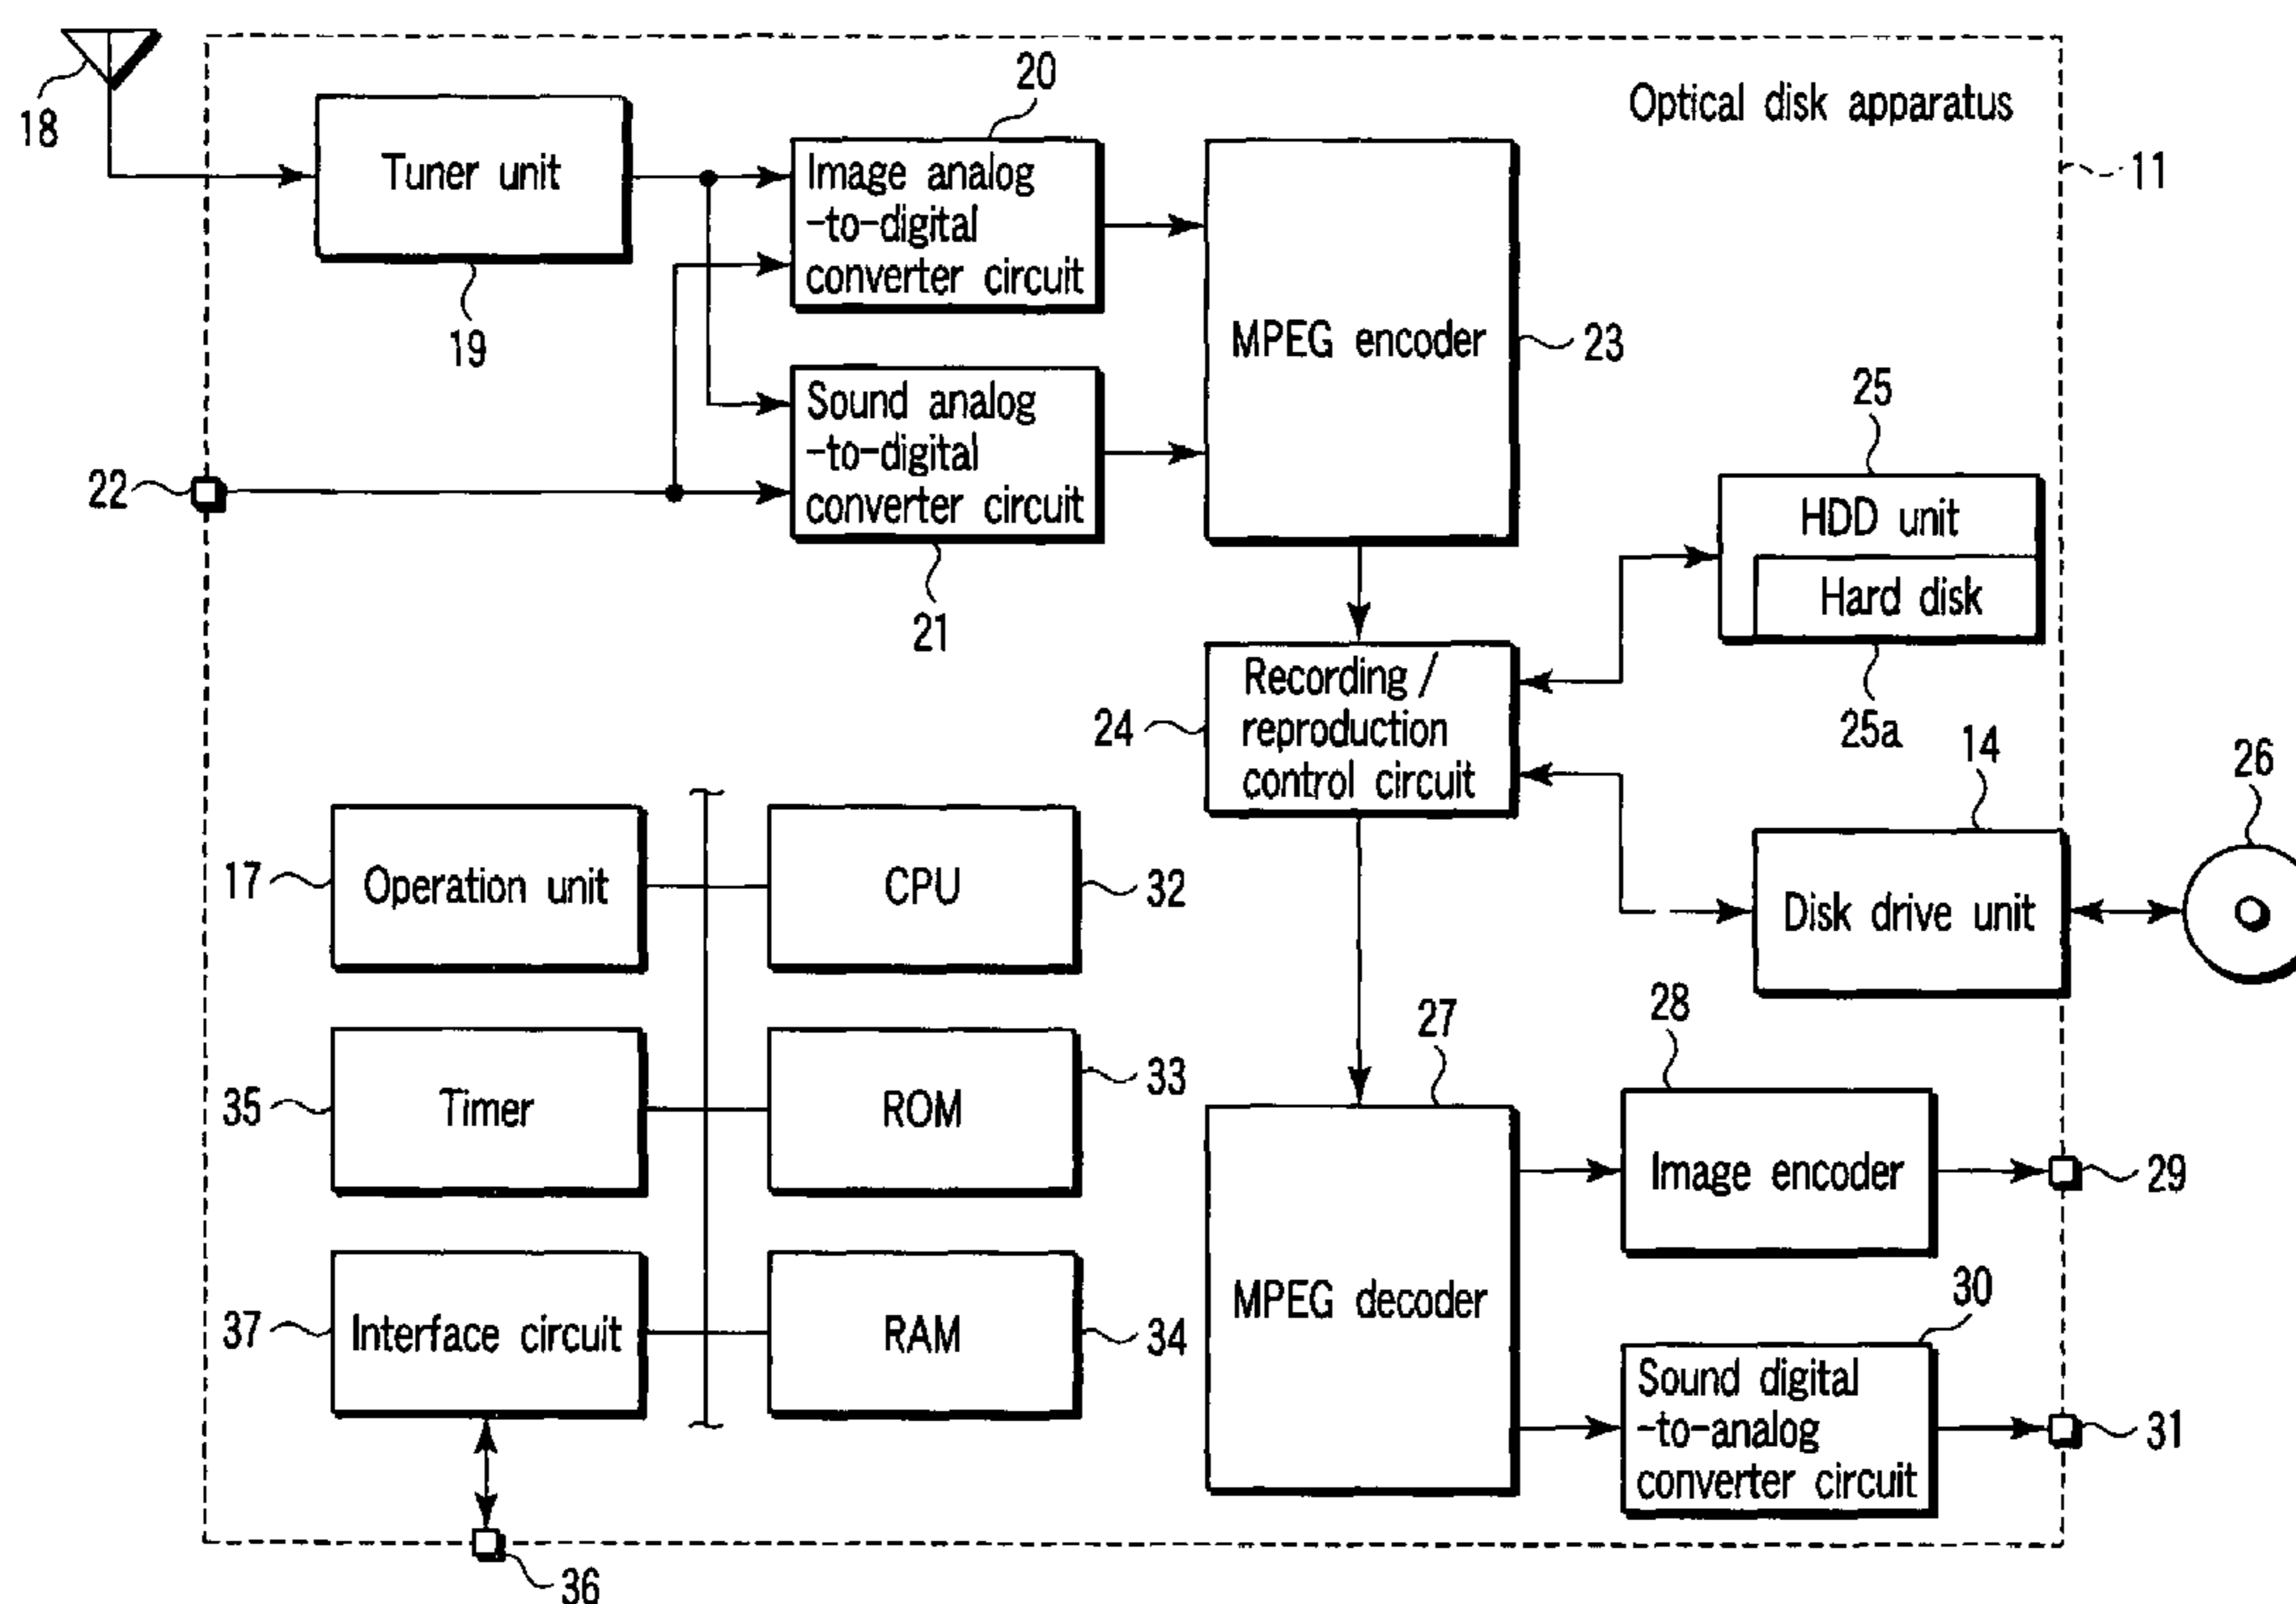 18
Optical disk apparatus
11
Tuner unit
19
20
Image analog
-to-digital
converter circuit
Sound analog
-to-digital
converter circuit
21
22
MPEG encoder
23
25
HDD unit
Hard disk
25a
24
Recording/
reproduction
control circuit
14
Disk drive unit
26
17
Operation unit
CPU
32
35
Timer
ROM
33
37
Interface circuit
RAM
34
36
27
MPEG decoder
28
Image encoder
29
30
Sound digital
-to-analog
converter circuit
31